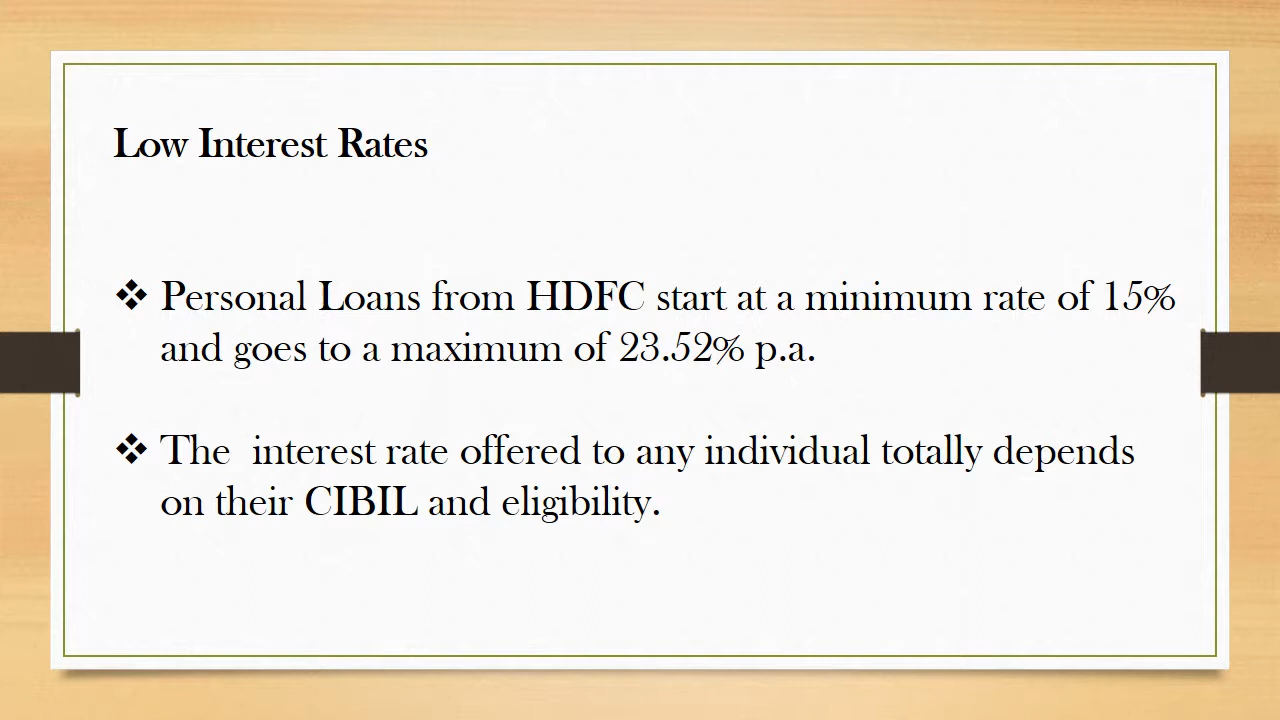 Low Interest Rates
❖ Personal Loans from HDFC start at a minimum rate of 15%
and goes to a maximum of 23.52% p.a.
❖ The  interest rate offered to any individual totally depends
on their CIBIL and eligibility.